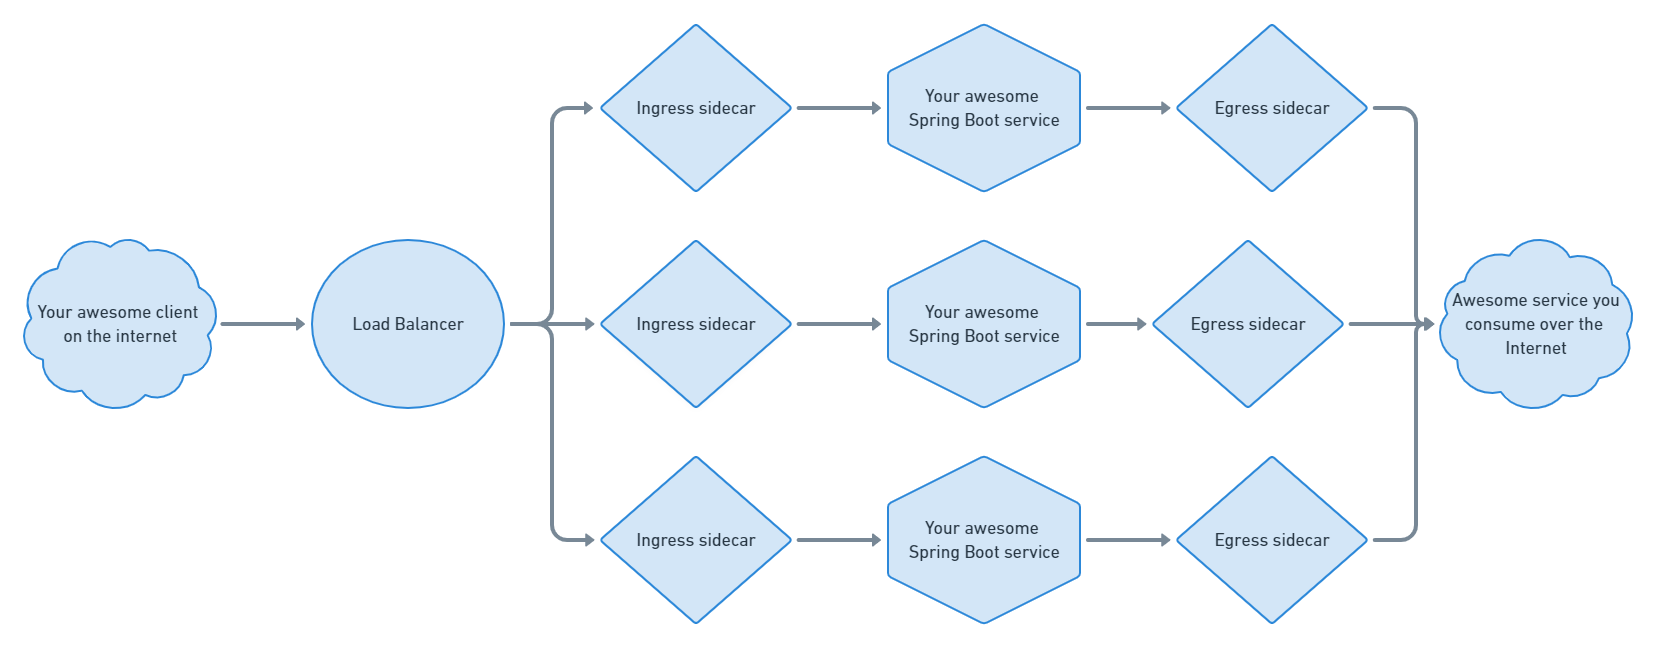 Ingress sidecar
Your awesome
Spring Boot service
Egress sidecar
Your awesome client
on the internet
Load Balancer
Ingress sidecar
Your awesome
Spring Boot service
Egress sidecar
Awesome service you
consume over the
Internet
Ingress sidecar
Your awesome
Spring Boot service
Egress sidecar